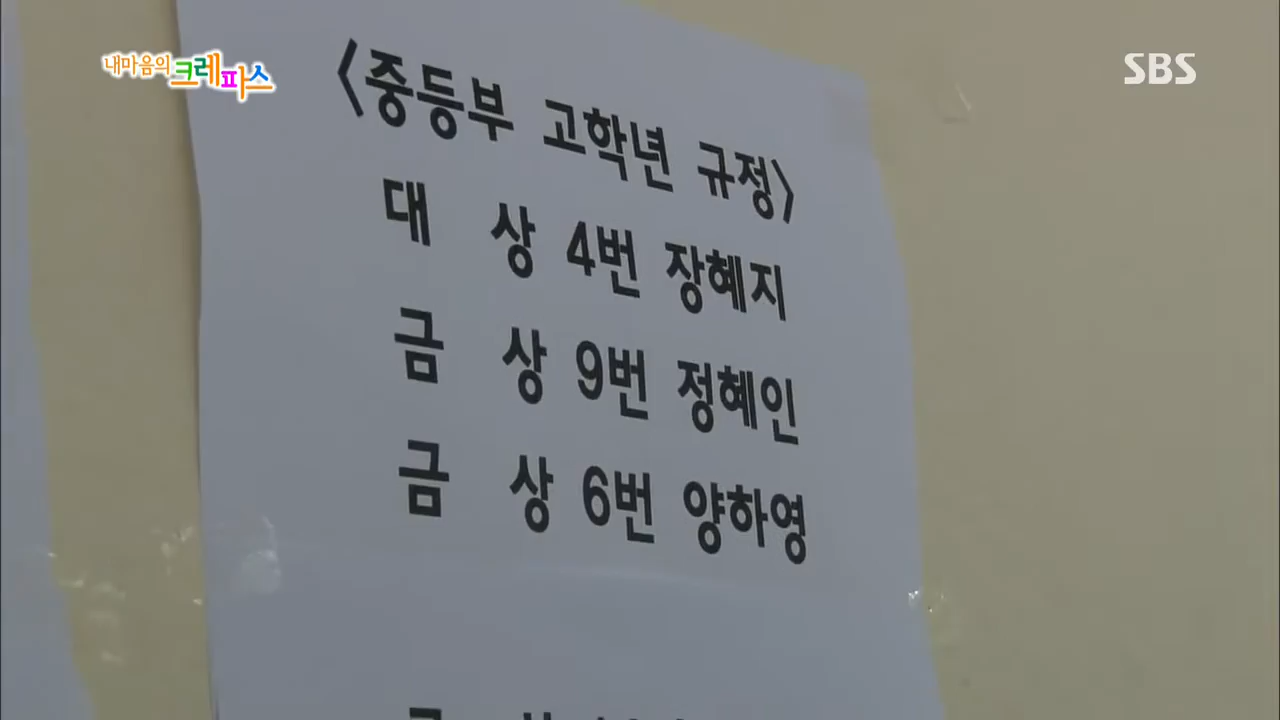 내마음의 크레파스
SBS
<중등부 고학년 규정>
대 상 4번 장혜지
금 상 9번 정혜인
금 상 6번 양하영